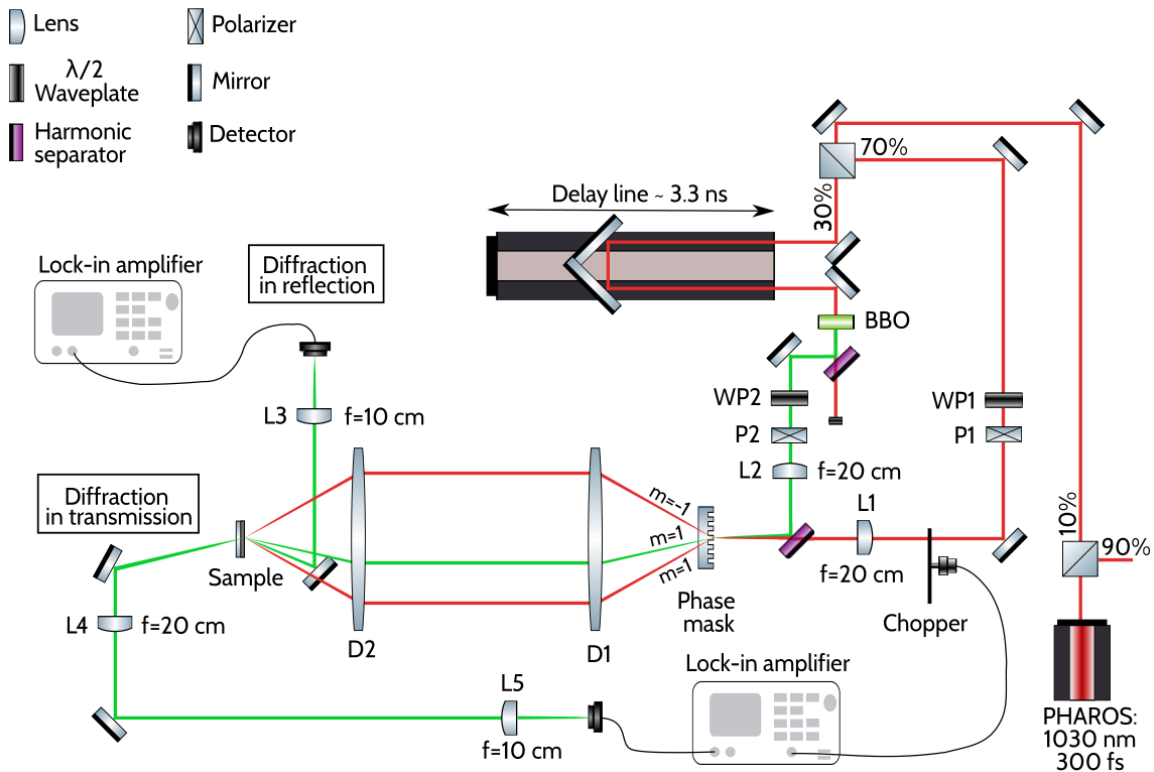 Lens
Polarizer
λ/2
Waveplate
Mirror
Harmonic
separator
Detector
70%
30%
Delay line ~ 3.3 ns
Lock-in amplifier
Diffraction
in reflection
BBO
WP2
WP1
P2
P1
L3
f=10 cm
L2
f=20 cm
L1
f=20 cm
10%
90%
Diffraction
in transmission
m=-1
m=1
m=1
Sample
Phase
mask
Chopper
L4
f=20 cm
D2
D1
Lock-in amplifier
L5
f=10 cm
PHAROS:
1030 nm
300 fs